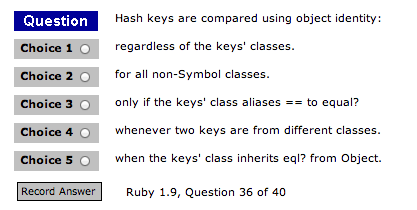 Question Hash keys are compared using object identity:
Choice 1 regardless of the keys' classes.
Choice 2 for all non-Symbol classes.
Choice 3 only if the keys' class aliases == to equal?
Choice 4 whenever two keys are from different classes.
Choice 5 when the keys' class inherits eql? from Object.
Record Answer Ruby 1.9, Question 36 of 40